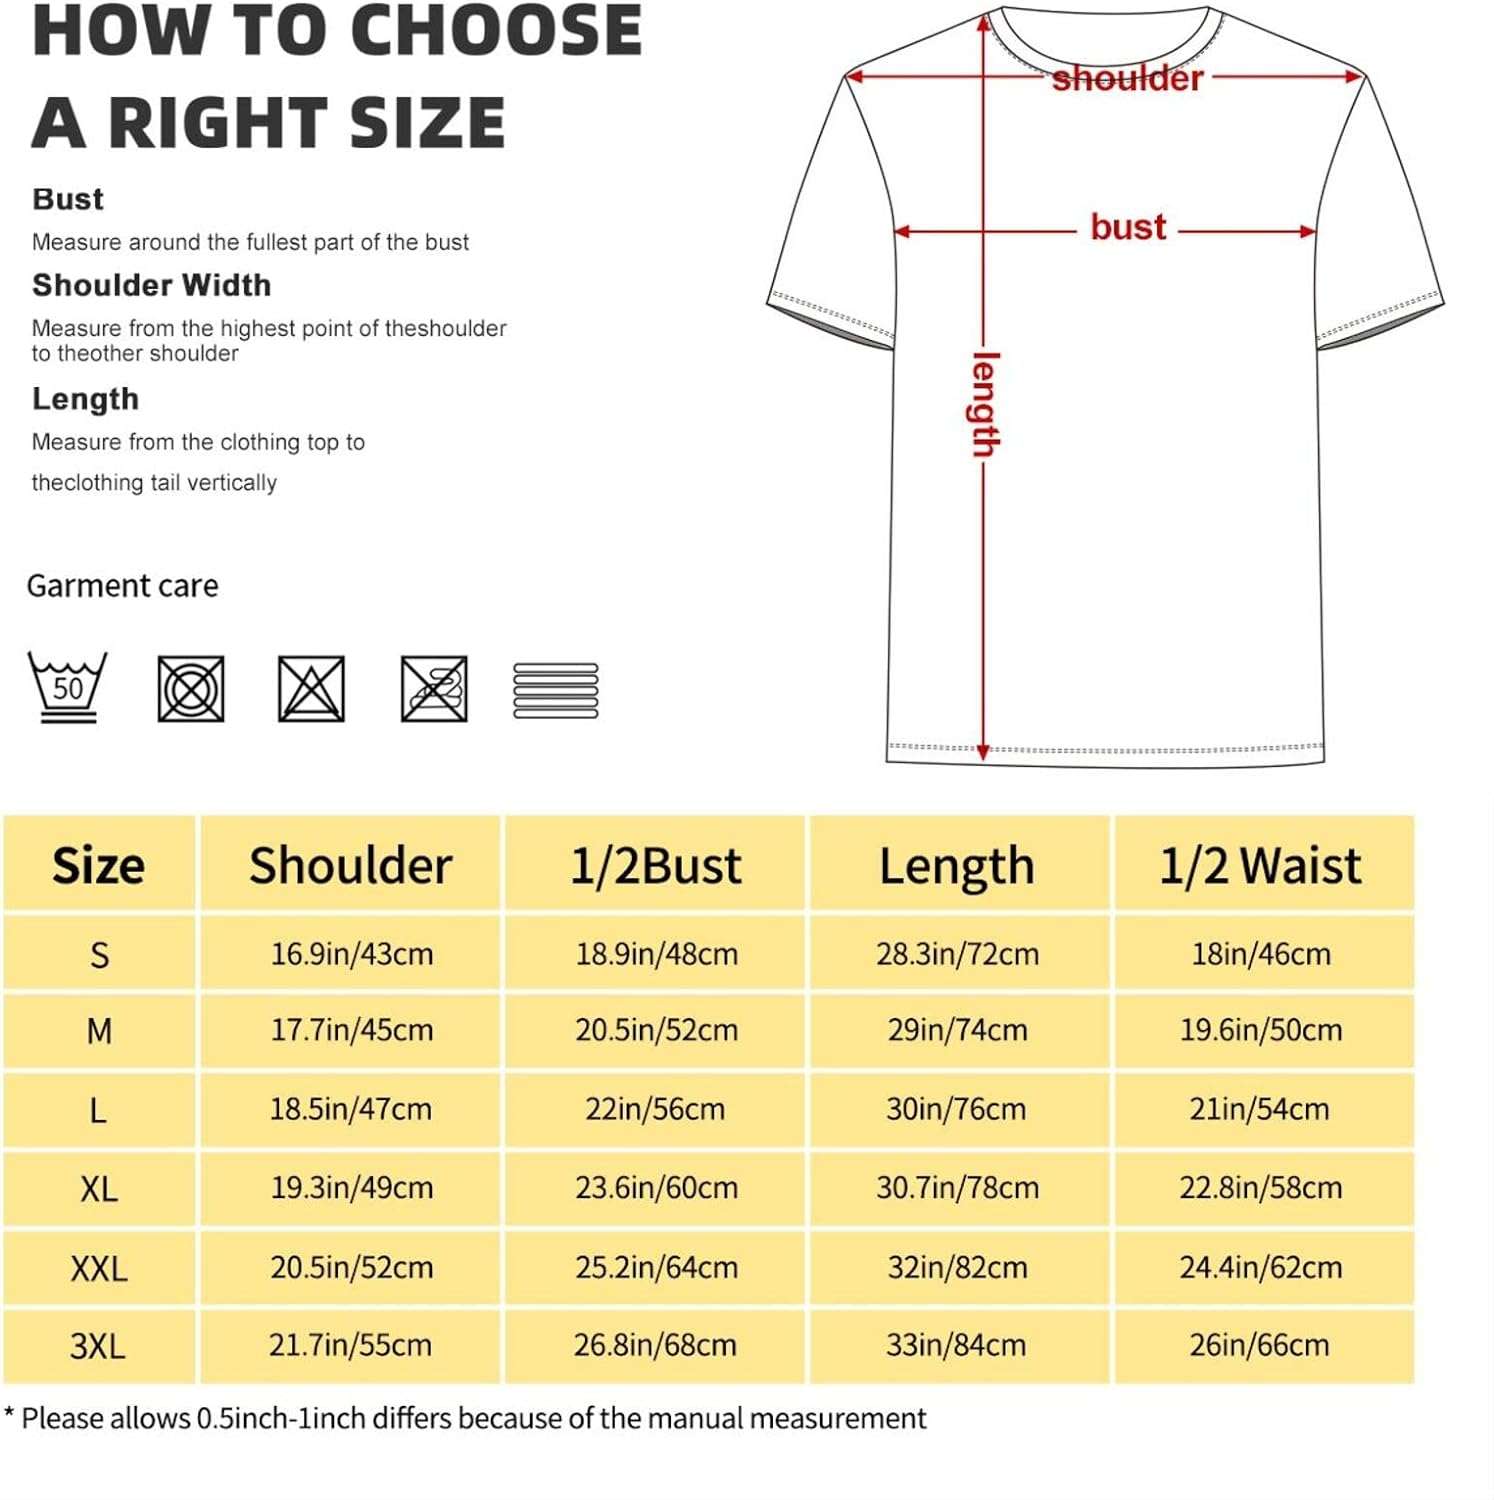 HOW TO CHOOSE
A RIGHT SIZE
Bust
Measure around the fullest part of the bust
Shoulder Width
Measure from the highest point of theshoulder
to theother shoulder
Length
Measure from the clothing top to
theclothing tail vertically
Garment care
50
shoulder
bust
length
Size Shoulder 1/2Bust Length 1/2 Waist
S 16.9in/43cm 18.9in/48cm 28.3in/72cm 18in/46cm
M 17.7in/45cm 20.5in/52cm 29in/74cm 19.6in/50cm
L 18.5in/47cm 22in/56cm 30in/76cm 21in/54cm
XL 19.3in/49cm 23.6in/60cm 30.7in/78cm 22.8in/58cm
XXL 20.5in/52cm 25.2in/64cm 32in/82cm 24.4in/62cm
3XL 21.7in/55cm 26.8in/68cm 33in/84cm 26in/66cm
* Please allows 0.5inch-1inch differs because of the manual measurement